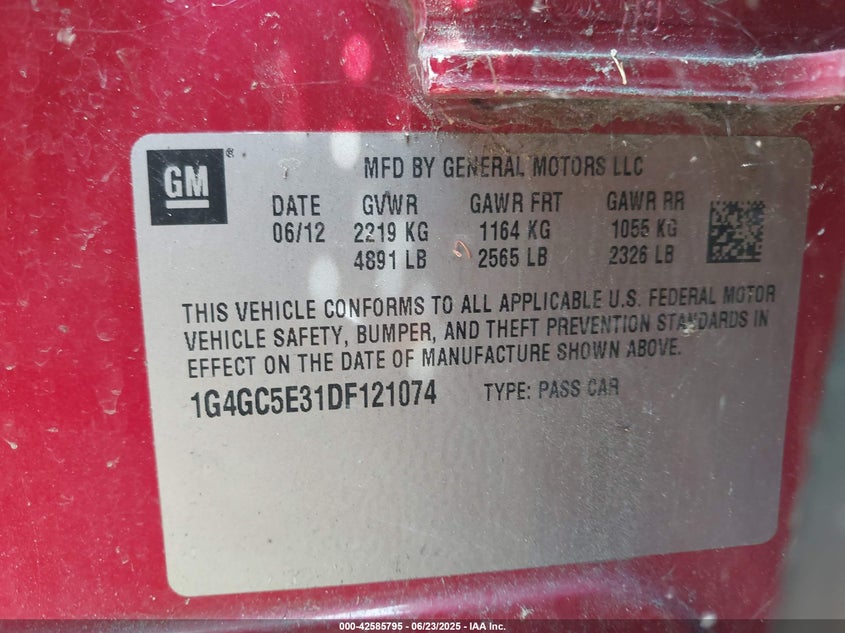 GM®
MFD BY GENERAL MOTORS LLC
DATE GVWR GAWR FRT GAWR RR
06/12 2219 KG 1164 KG 1055 KG
4891 LB 2565 LB 2326 LB
THIS VEHICLE CONFORMS TO ALL APPLICABLE U.S. FEDERAL MOTOR
VEHICLE SAFETY, BUMPER, AND THEFT PREVENTION STANDARDS IN
EFFECT ON THE DATE OF MANUFACTURE SHOWN ABOVE.
1G4GC5E31DF121074 TYPE: PASS CAR
000-42585795 - 06/23/2025 - IAA Inc.